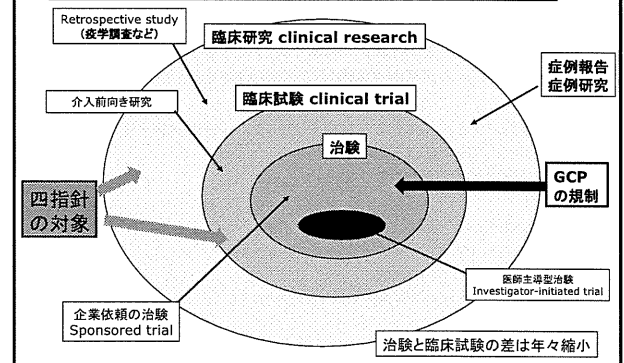 Retrospective study
（疫学調査など）
臨床研究 clinical research
症例報告
症例研究
介入前向き研究
臨床試験 clinical trial
治験
GCP
の規制
四指針
の対象
医師主導型治験
Investigator-initiated trial
企業依頼の治験
Sponsored trial
治験と臨床試験の差は年々縮小